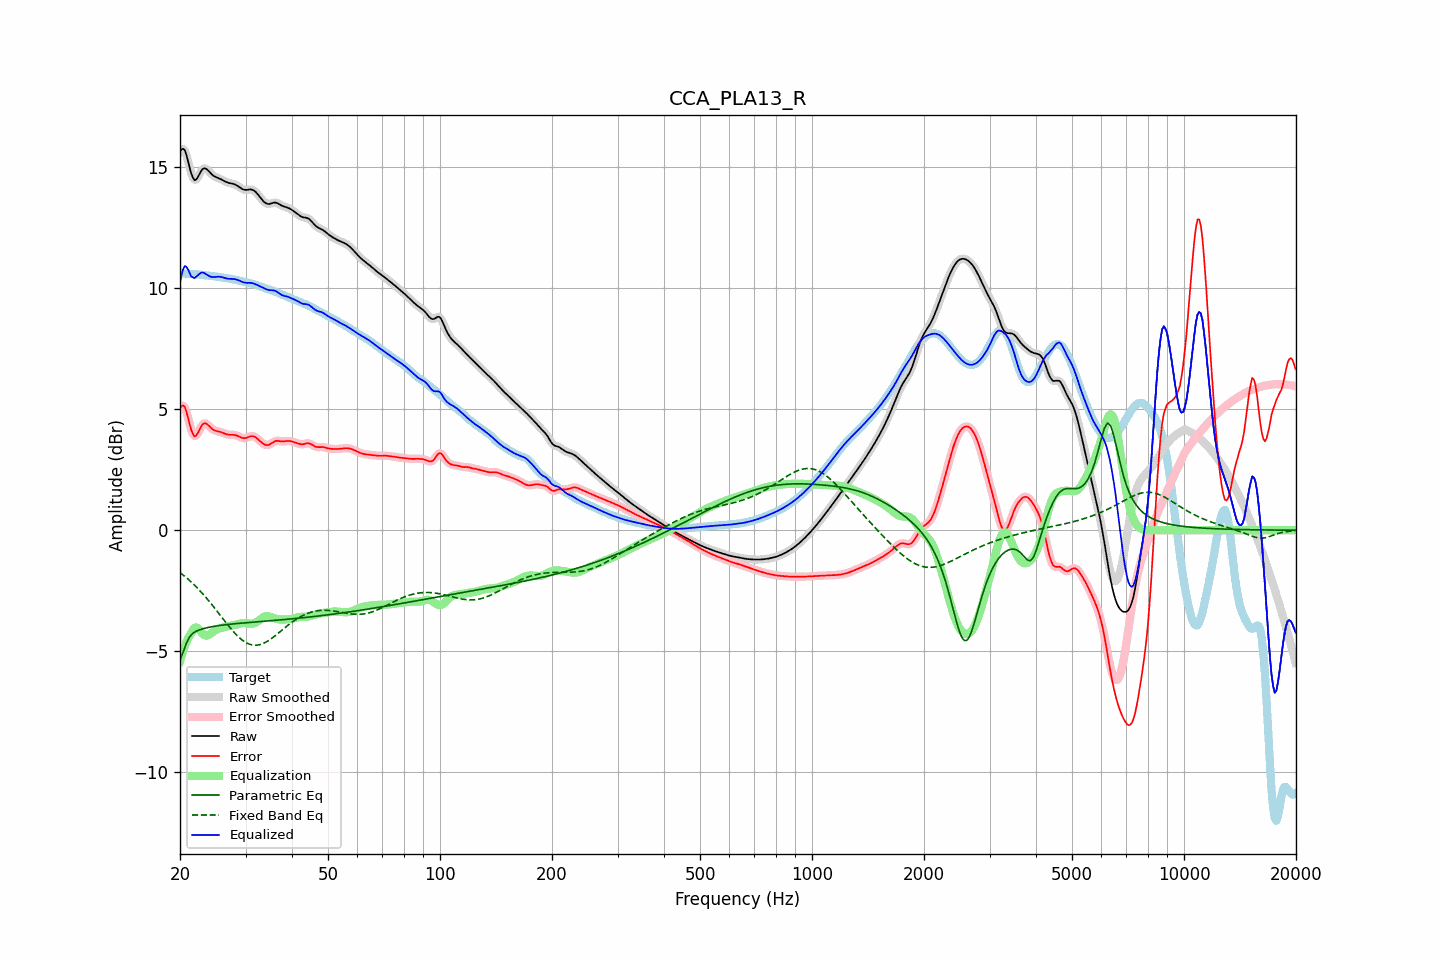 CCA_PLA13_R
Amplitude (dBr)
15
10
5
0
−5
−10
Target
Raw Smoothed
Error Smoothed
Raw
Error
Equalization
Parametric Eq
Fixed Band Eq
Equalized
20 50 100 200 500 1000 2000 5000 10000 20000
Frequency (Hz)